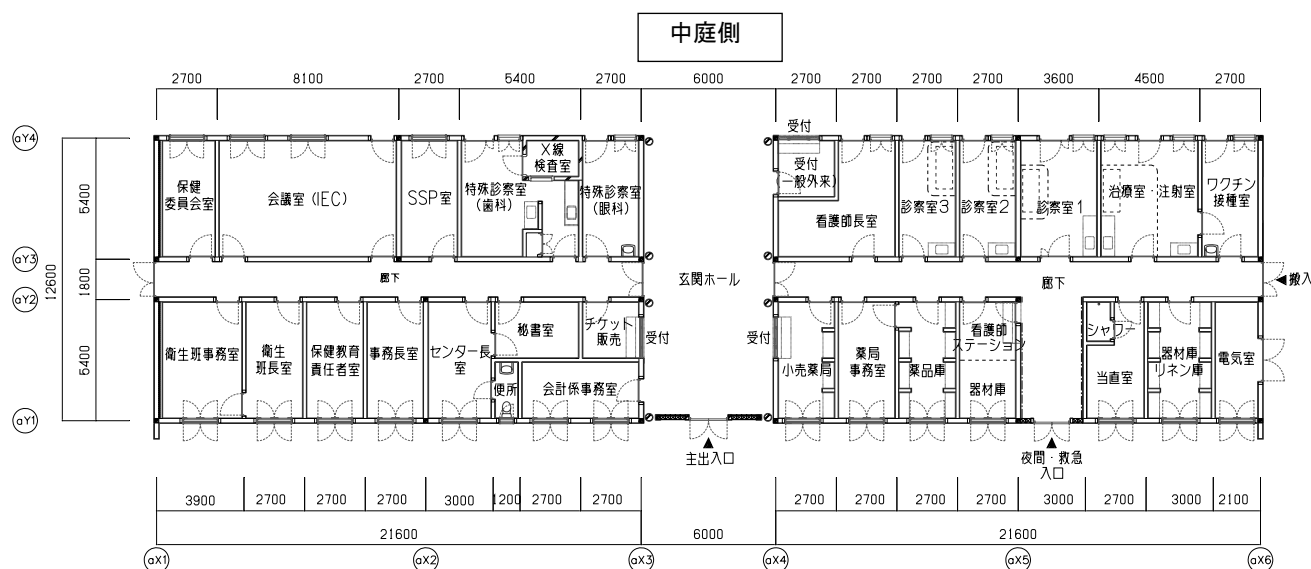 中庭側
2700 8100 2700 5400 2700 6000 2700 2700 2700 2700 3600 4500 2700
aY4
aY3
aY2
aY1
12600
5400
1800
5400
保健
委員会室
会議室(IEC)
SSP室
特殊診察室
(歯科)
X線
検査室
特殊診察室
(眼科)
受付
受付
(一般外来)
看護師長室
診察室3
診察室2
診察室1
治療室・注射室
ワクチン
接種室
廊下
玄関ホール
廊下
搬入
衛生班事務室
衛生
班長室
保健教育
責任者室
事務長室
センター長
室
秘書室
便所
チケット
販売
会計係事務室
受付
受付
小売薬局
薬局
事務室
薬品庫
看護師
ステーション
器材庫
シャワー
当直室
器材庫
リネン庫
電気室
主出入口
夜間・救急
入口
3900 2700 2700 2700 3000 1200 2700 2700 2700 2700 2700 2700 3000 2700 3000 2100
21600 6000 21600
aX1 aX2 aX3 aX4 aX5 aX6